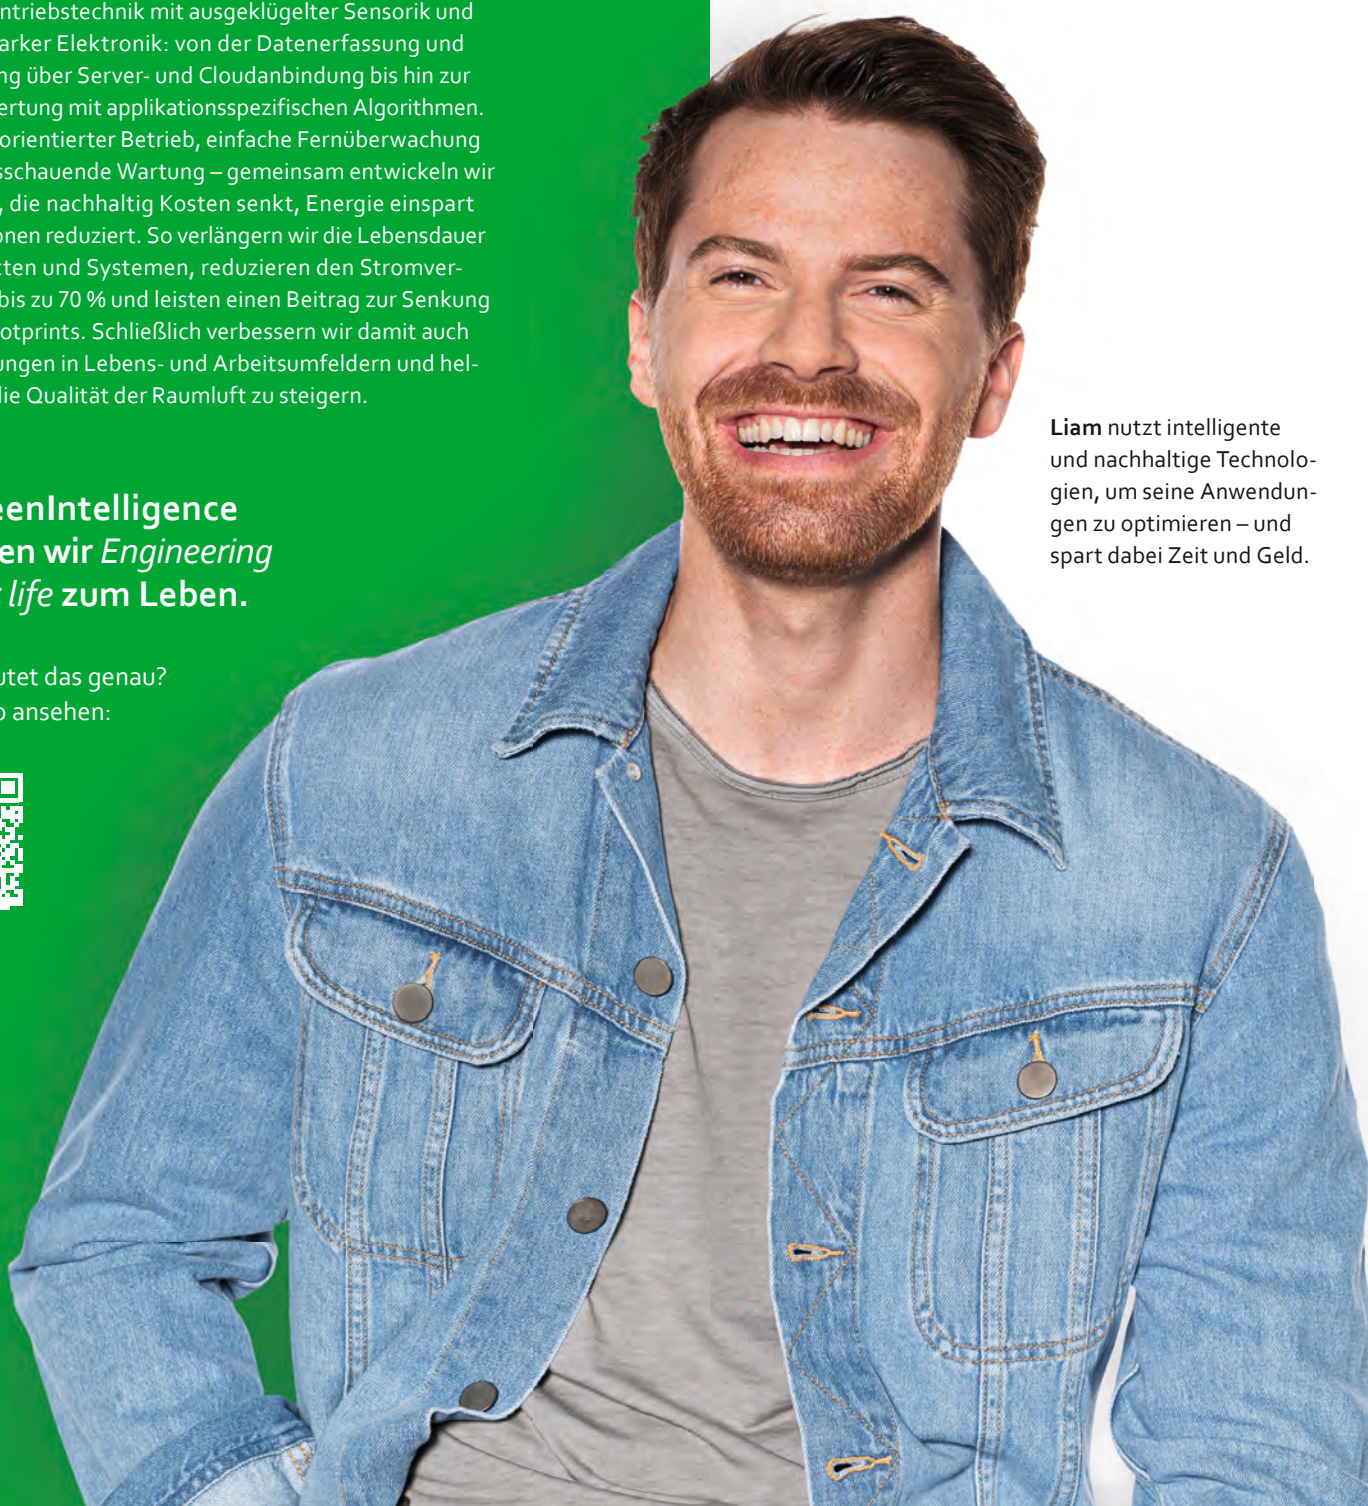 ntriebstechnik mit ausgeklügelter Sensorik und
arker Elektronik: von der Datenerfassung und
ng über Server- und Cloudanbindung bis hin zur
ertung mit applikationsspezifischen Algorithmen.
orientierter Betrieb, einfache Fernüberwachung
sschauende Wartung – gemeinsam entwickeln wir
, die nachhaltig Kosten senkt, Energie einspart
onen reduziert. So verlängern wir die Lebensdauer
kten und Systemen, reduzieren den Stromver-
bis zu 70 % und leisten einen Beitrag zur Senkung
otprints. Schließlich verbessern wir damit auch
ungen in Lebens- und Arbeitsumfeldern und hel-
die Qualität der Raumluft zu steigern.
eenIntelligence
en wir Engineering
life zum Leben.
utet das genau?
o ansehen:
Liam nutzt intelligente
und nachhaltige Technolo-
gien, um seine Anwendun-
gen zu optimieren – und
spart dabei Zeit und Geld.